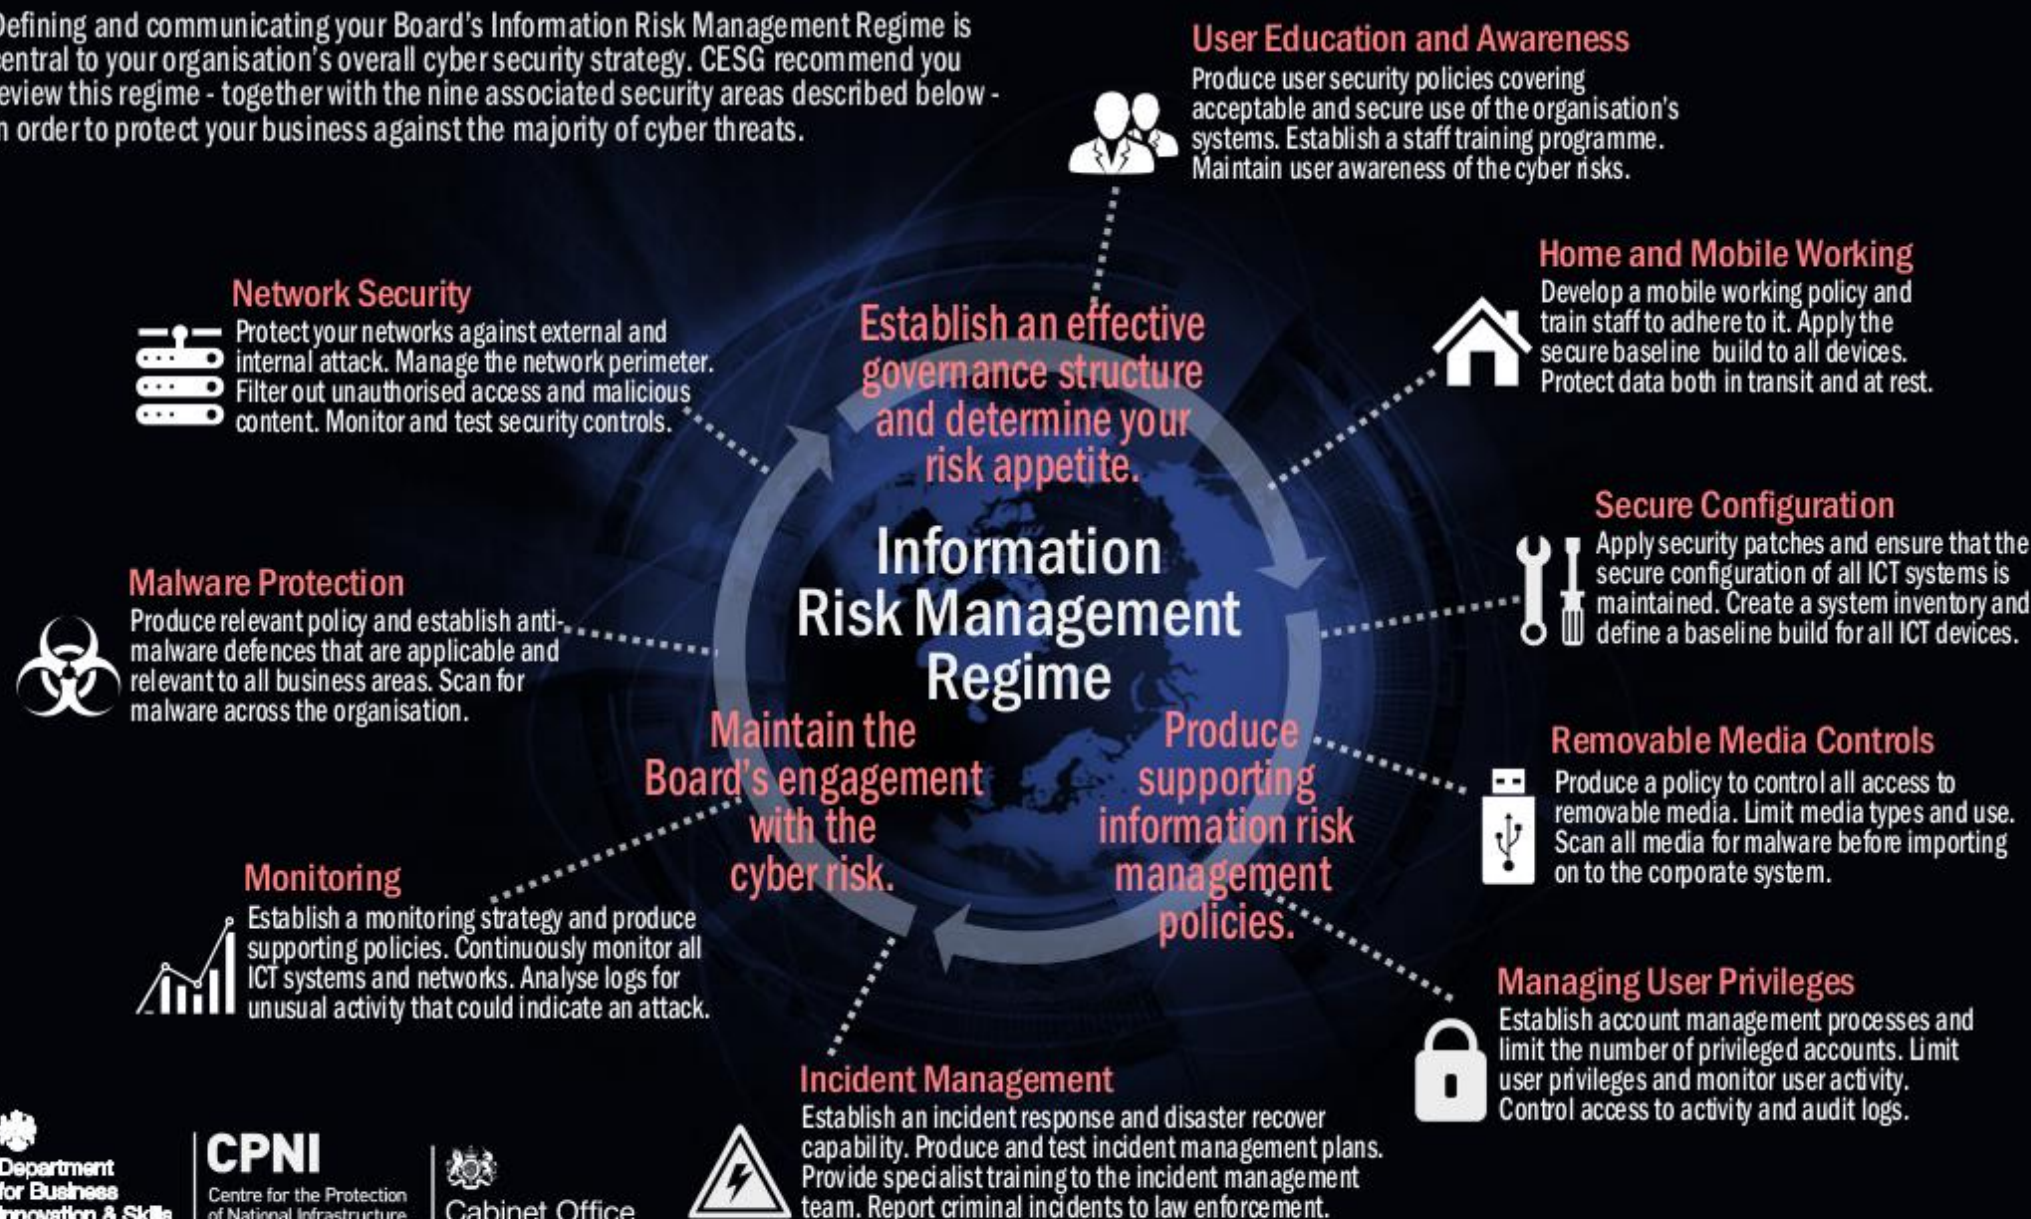 Defining and communicating your Board's Information Risk Management Regime is
central to your organisation's overall cyber security strategy. CESG recommend you
review this regime - together with the nine associated security areas described below -
in order to protect your business against the majority of cyber threats.
User Education and Awareness
Produce user security policies covering
acceptable and secure use of the organisation's
systems. Establish a staff training programme.
Maintain user awareness of the cyber risks.
Home and Mobile Working
Develop a mobile working policy and
train staff to adhere to it. Apply the
secure baseline build to all devices.
Protect data both in transit and at rest.
Network Security
Protect your networks against external and
internal attack. Manage the network perimeter.
Filter out unauthorised access and malicious
content. Monitor and test security controls.
Establish an effective
governance structure
and determine your
risk appetite.
Secure Configuration
Apply security patches and ensure that the
secure configuration of all ICT systems is
maintained. Create a system inventory and
define a baseline build for all ICT devices.
Information
Risk Management
Regime
Malware Protection
Produce relevant policy and establish anti-
malware defences that are applicable and
relevant to all business areas. Scan for
malware across the organisation.
Maintain the
Board's engagement
with the
cyber risk.
Produce
supporting
information risk
management
policies.
Removable Media Controls
Produce a policy to control all access to
removable media. Limit media types and use.
Scan all media for malware before importing
on to the corporate system.
Monitoring
Establish a monitoring strategy and produce
supporting policies. Continuously monitor all
ICT systems and networks. Analyse logs for
unusual activity that could indicate an attack.
Managing User Privileges
Establish account management processes and
limit the number of privileged accounts. Limit
user privileges and monitor user activity.
Control access to activity and audit logs.
Incident Management
Establish an incident response and disaster recover
capability. Produce and test incident management plans.
Provide specialist training to the incident management
team. Report criminal incidents to law enforcement.
Department
for Business
Innovation & Skills
CPNI
Centre for the Protection
of National Infrastructure
Cabinet Office